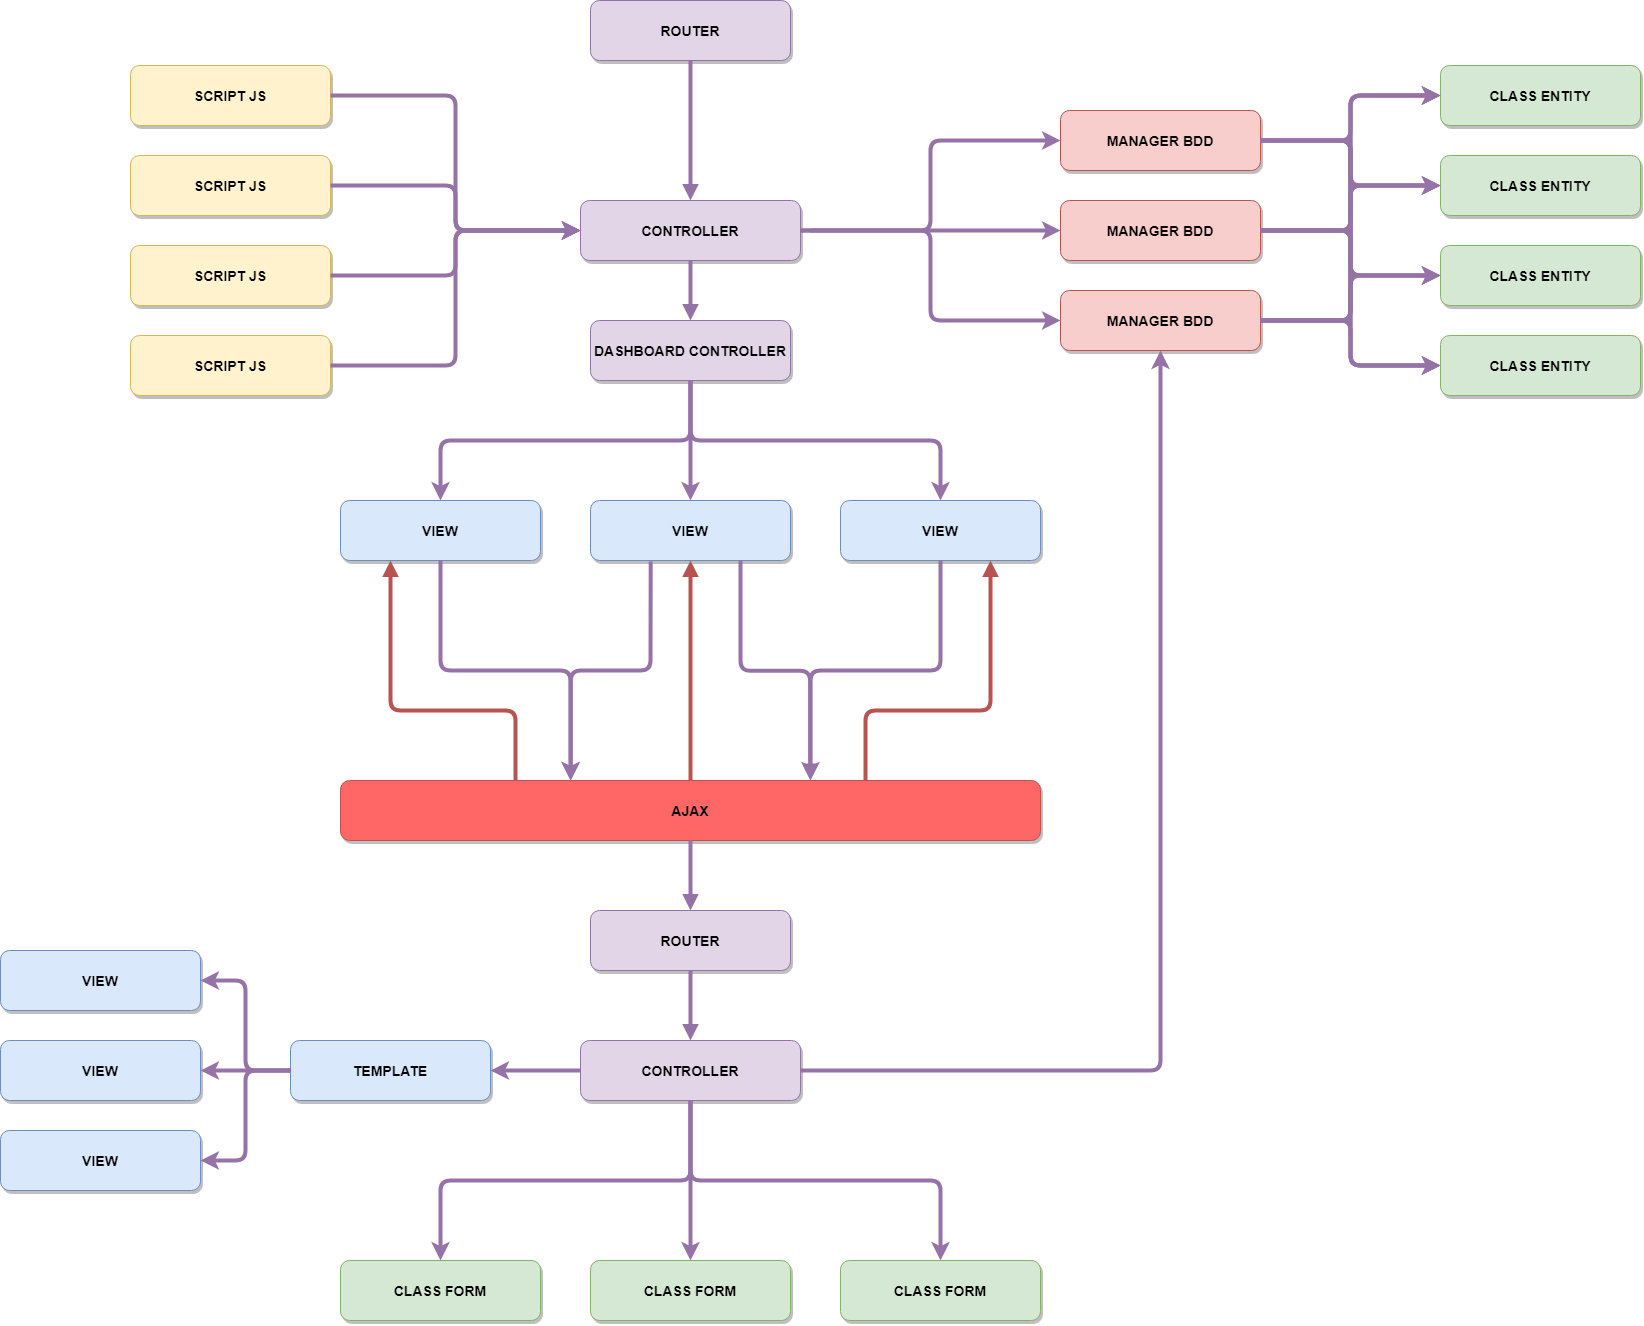 ROUTER
SCRIPT JS
CLASS ENTITY
MANAGER BDD
SCRIPT JS
CLASS ENTITY
CONTROLLER
MANAGER BDD
SCRIPT JS
CLASS ENTITY
MANAGER BDD
DASHBOARD CONTROLLER
SCRIPT JS
CLASS ENTITY
VIEW
VIEW
VIEW
AJAX
ROUTER
VIEW
VIEW
TEMPLATE
CONTROLLER
VIEW
CLASS FORM
CLASS FORM
CLASS FORM